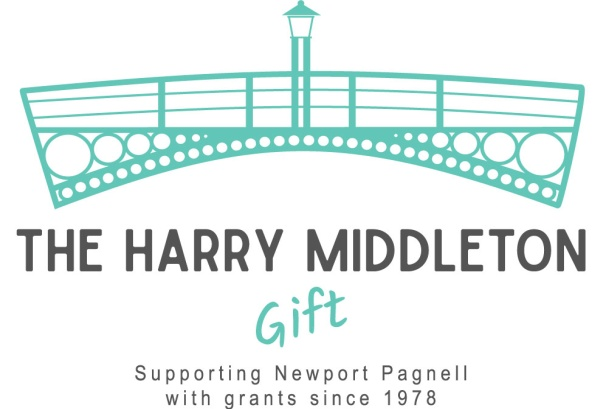 THE HARRY MIDDLETON
Gift
Supporting Newport Pagnell
with grants since 1978